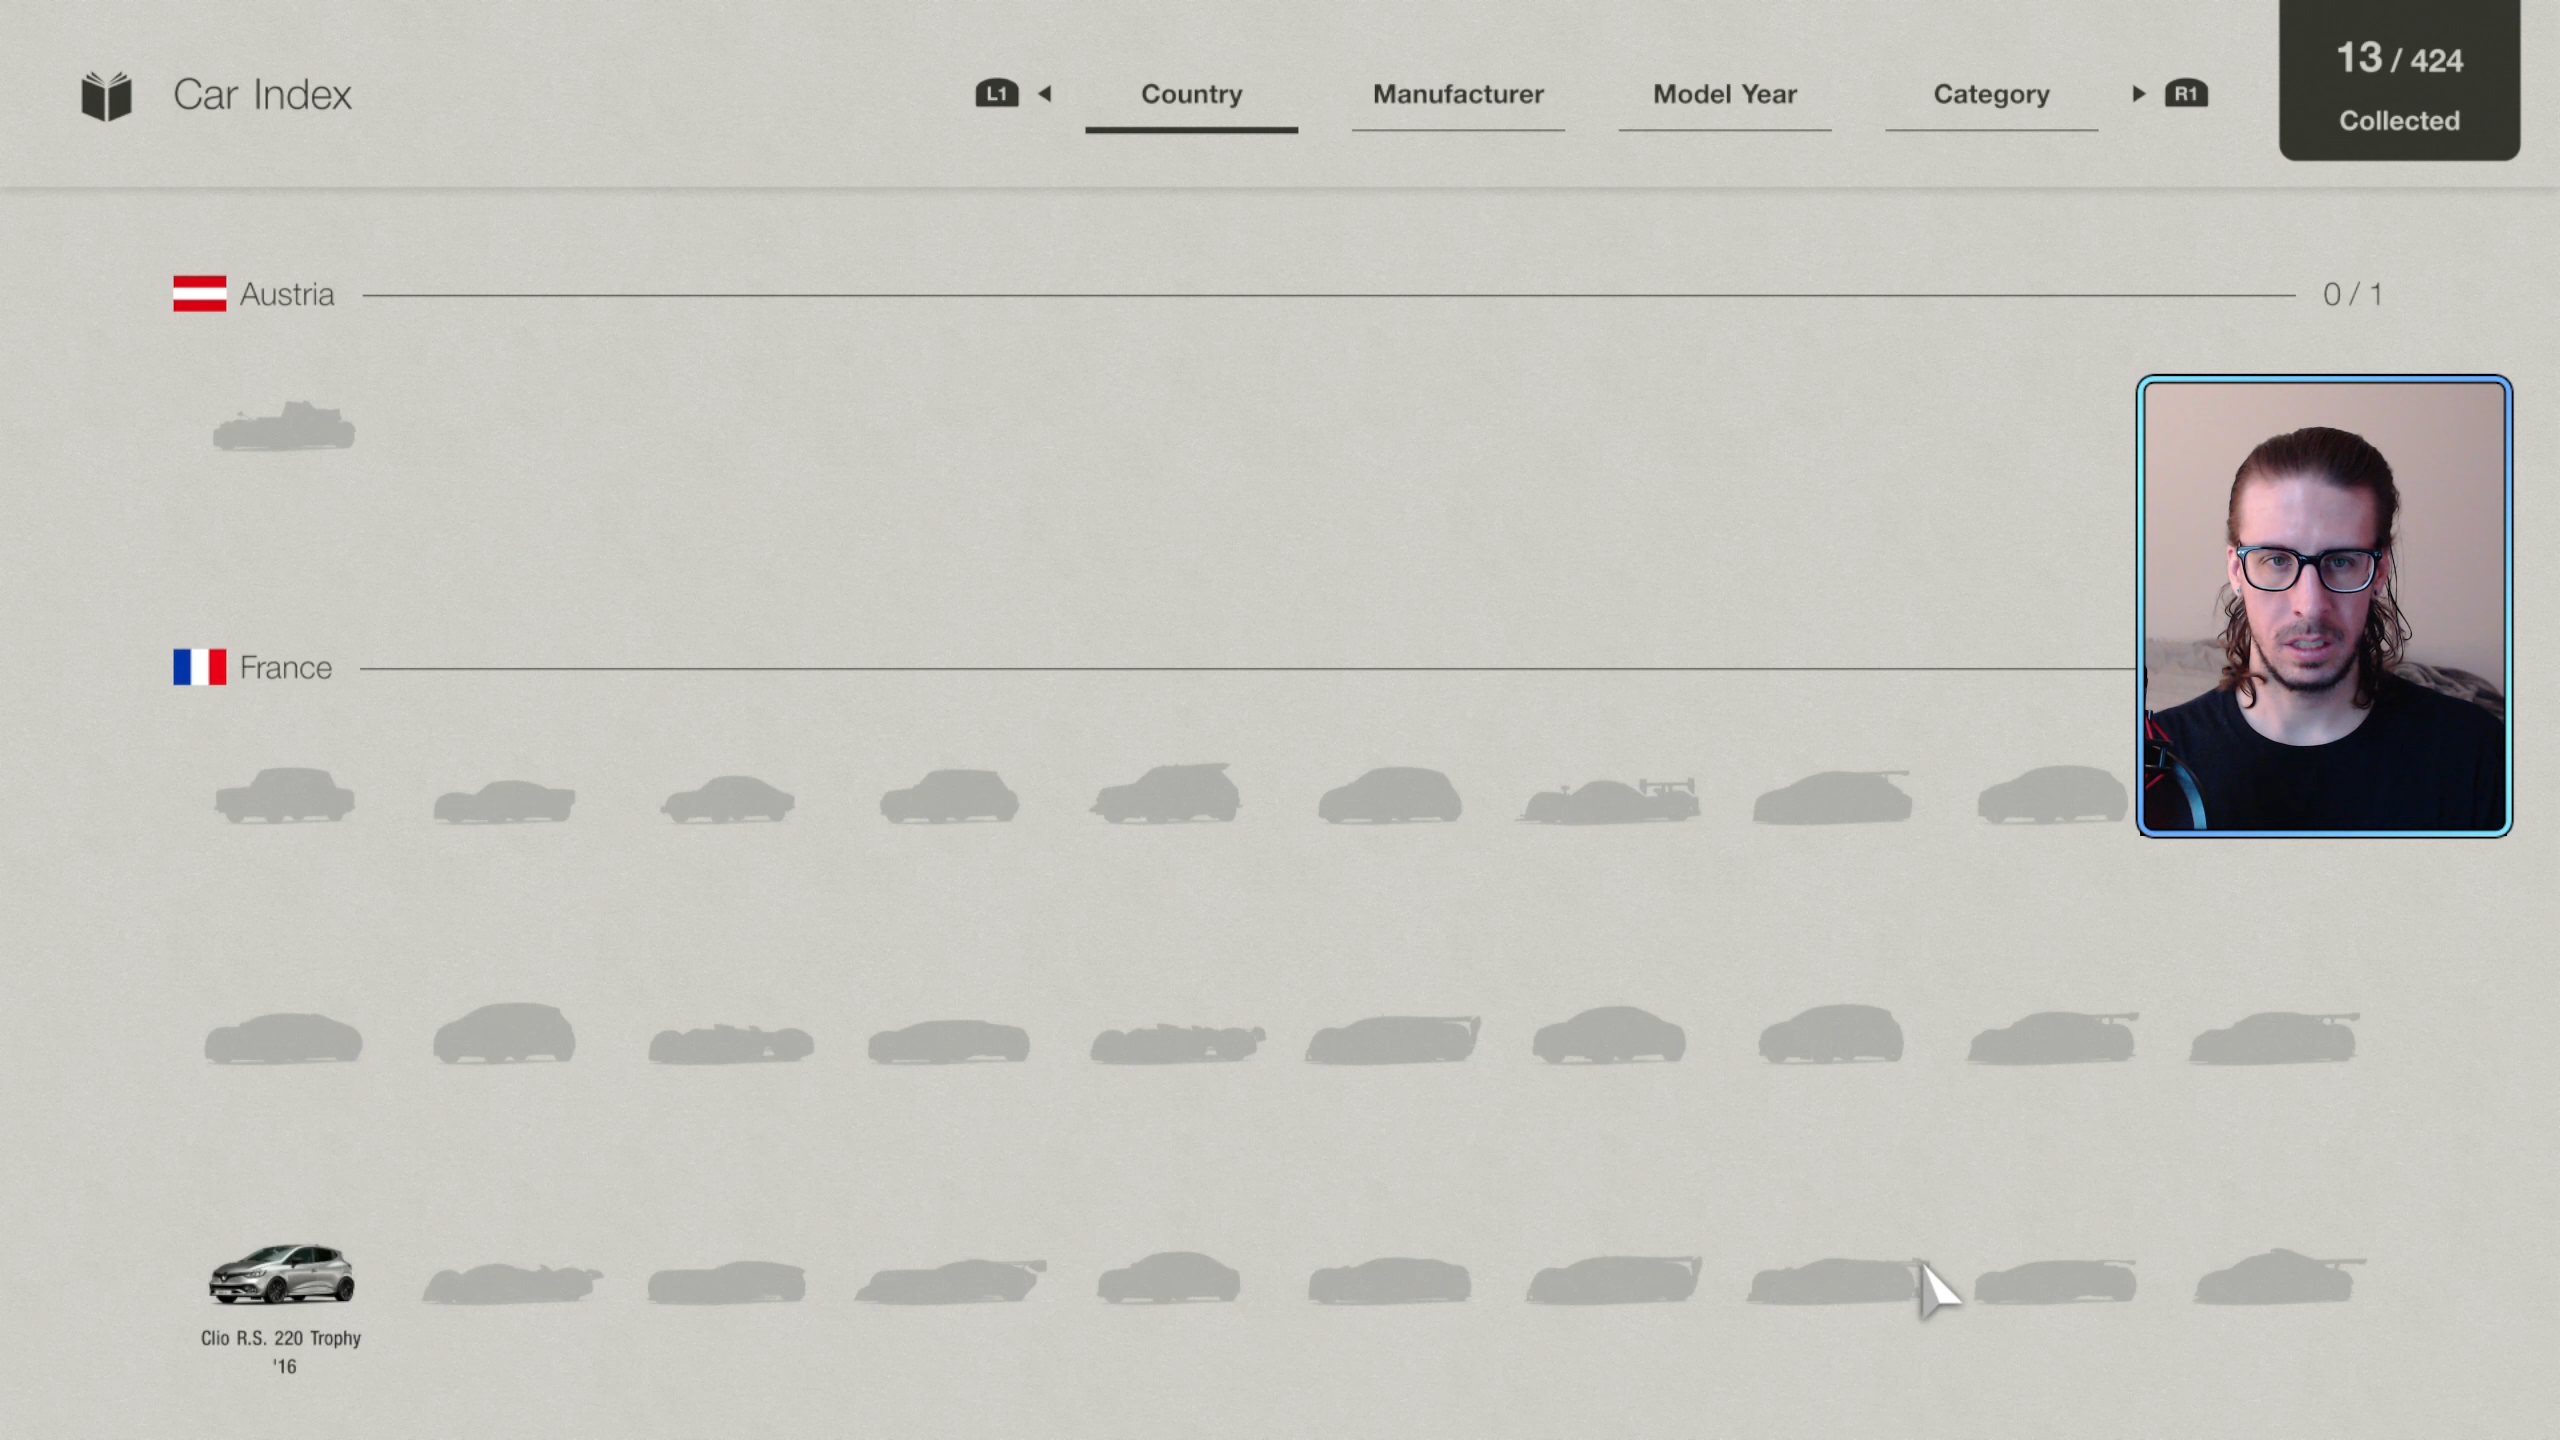 Car Index
L1
Country
Manufacturer
Model Year
Category
R1
13 / 424
Collected
Austria
0 / 1
France
Clio R.S. 220 Trophy
'16